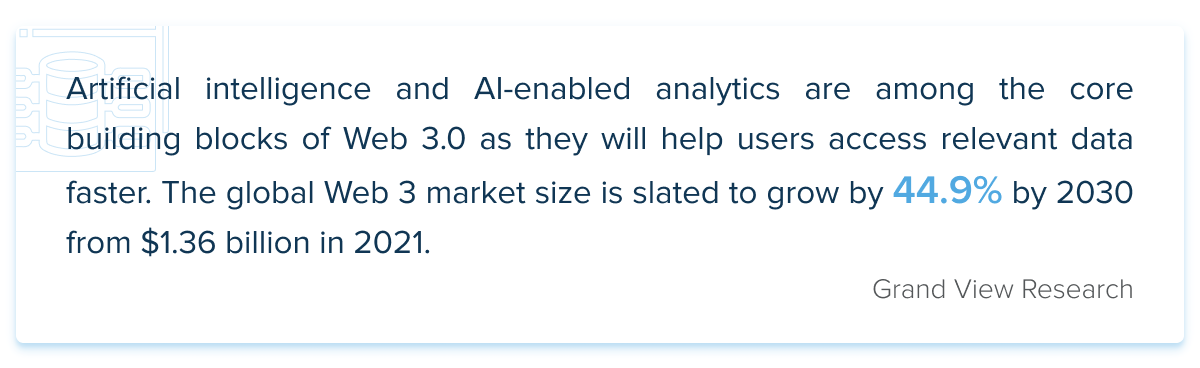 Artificial intelligence and AI-enabled analytics are among the core
building blocks of Web 3.0 as they will help users access relevant data
faster. The global Web 3 market size is slated to grow by 44.9% by 2030
from $1.36 billion in 2021.
Grand View Research